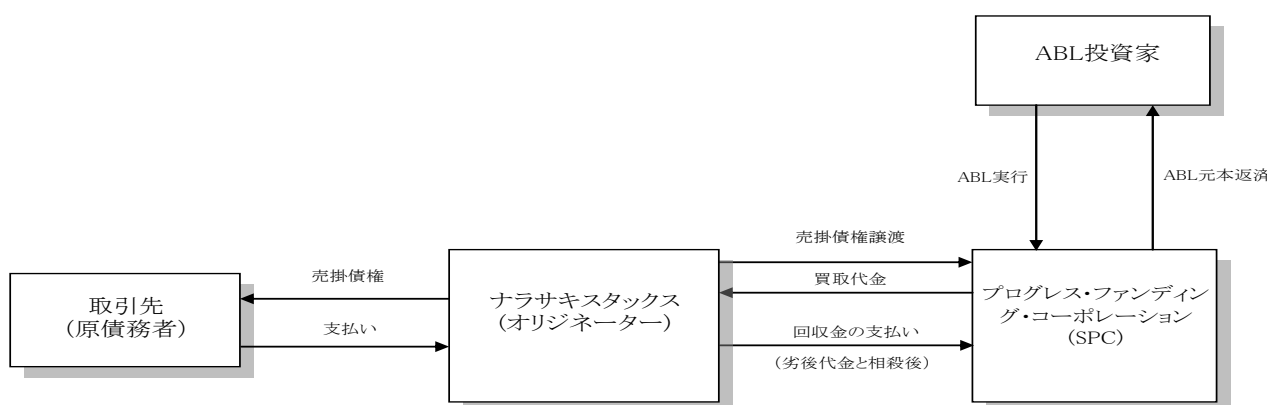 ABL投資家
ABL実行
ABL元本返済
売掛債権譲渡
買取代金
回収金の支払い
(劣後代金と相殺後)
売掛債権
支払い
取引先
(原債務者)
ナラサキスタックス
(オリジネーター)
プログレス・ファンディン
グ・コーポレーション
(SPC)